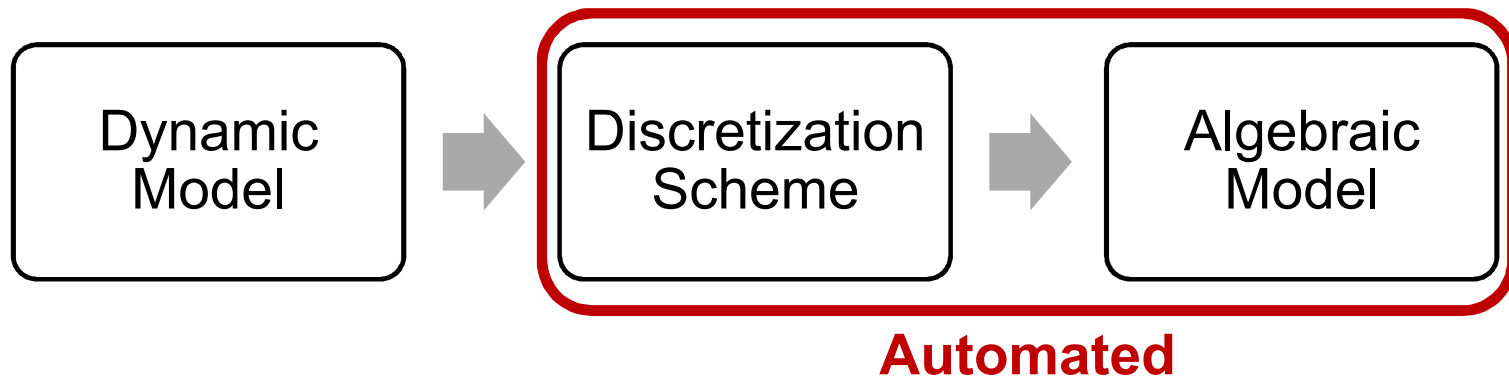 Dynamic
Model
Discretization
Scheme
Algebraic
Model
Automated